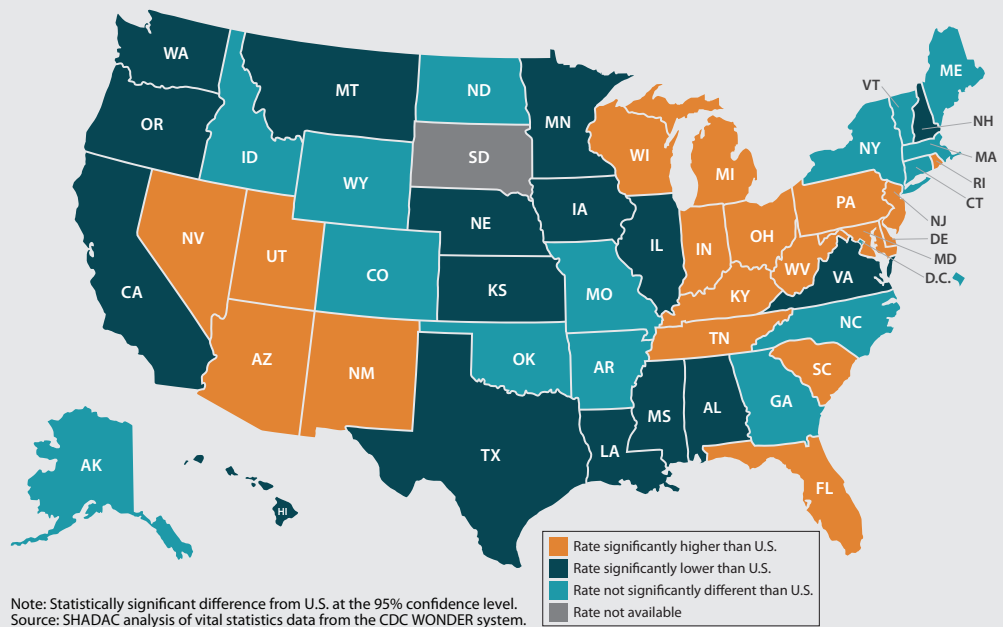 WA
MT
ND
MN
ME
VT
NH
OR
ID
SD
WI
MI
NY
MA
RI
CT
WY
NE
IA
PA
NJ
NV
UT
CO
IL
IN
OH
DE
MD
D.C.
CA
KS
MO
WV
VA
KY
NC
TN
AZ
NM
OK
AR
SC
MS
AL
GA
TX
LA
AK
FL
HI
Rate significantly higher than U.S.
Rate significantly lower than U.S.
Rate not significantly different than U.S.
Rate not available
Note: Statistically significant difference from U.S. at the 95% confidence level.
Source: SHADAC analysis of vital statistics data from the CDC WONDER system.